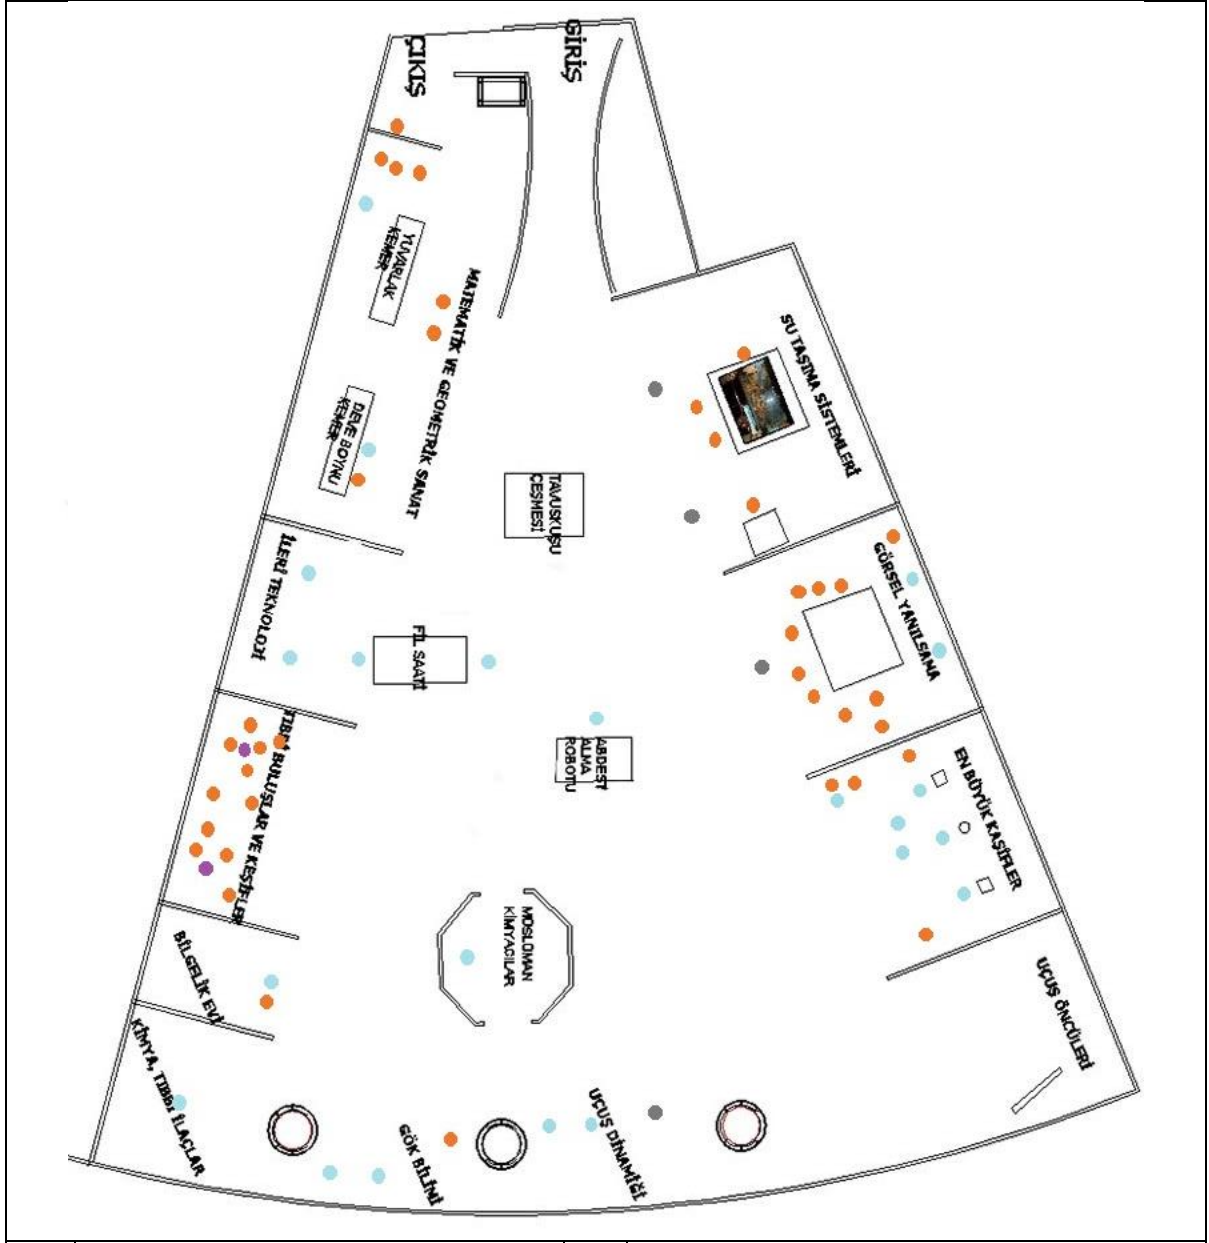 ÇIKIŞ
GİRİŞ
YUVARLAK
KEMER
MATEMATİK VE GEOMETRİK SANAT
SU TAŞIMA SİSTEMLERİ
DEVE BOYNU
KEMER
TAVUSKUŞU
ÇEŞMESİ
İLERİ TEKNOLOJİ
GÖRSEL YANILSAMA
FİL SAATİ
TIBBİ BULUŞLAR VE KEŞİFLER
ABDEST
ALMA
ROBOTU
EN BÜYÜK KAŞİFLER
MÜSLÜMAN
KİMYACILAR
BİLGELİK EVİ
UÇUŞ ÖNCÜLERİ
KİMYA, TIBBİ İLAÇLAR
GÖK BİLİMİ
UÇUŞ DİNAMİĞİ